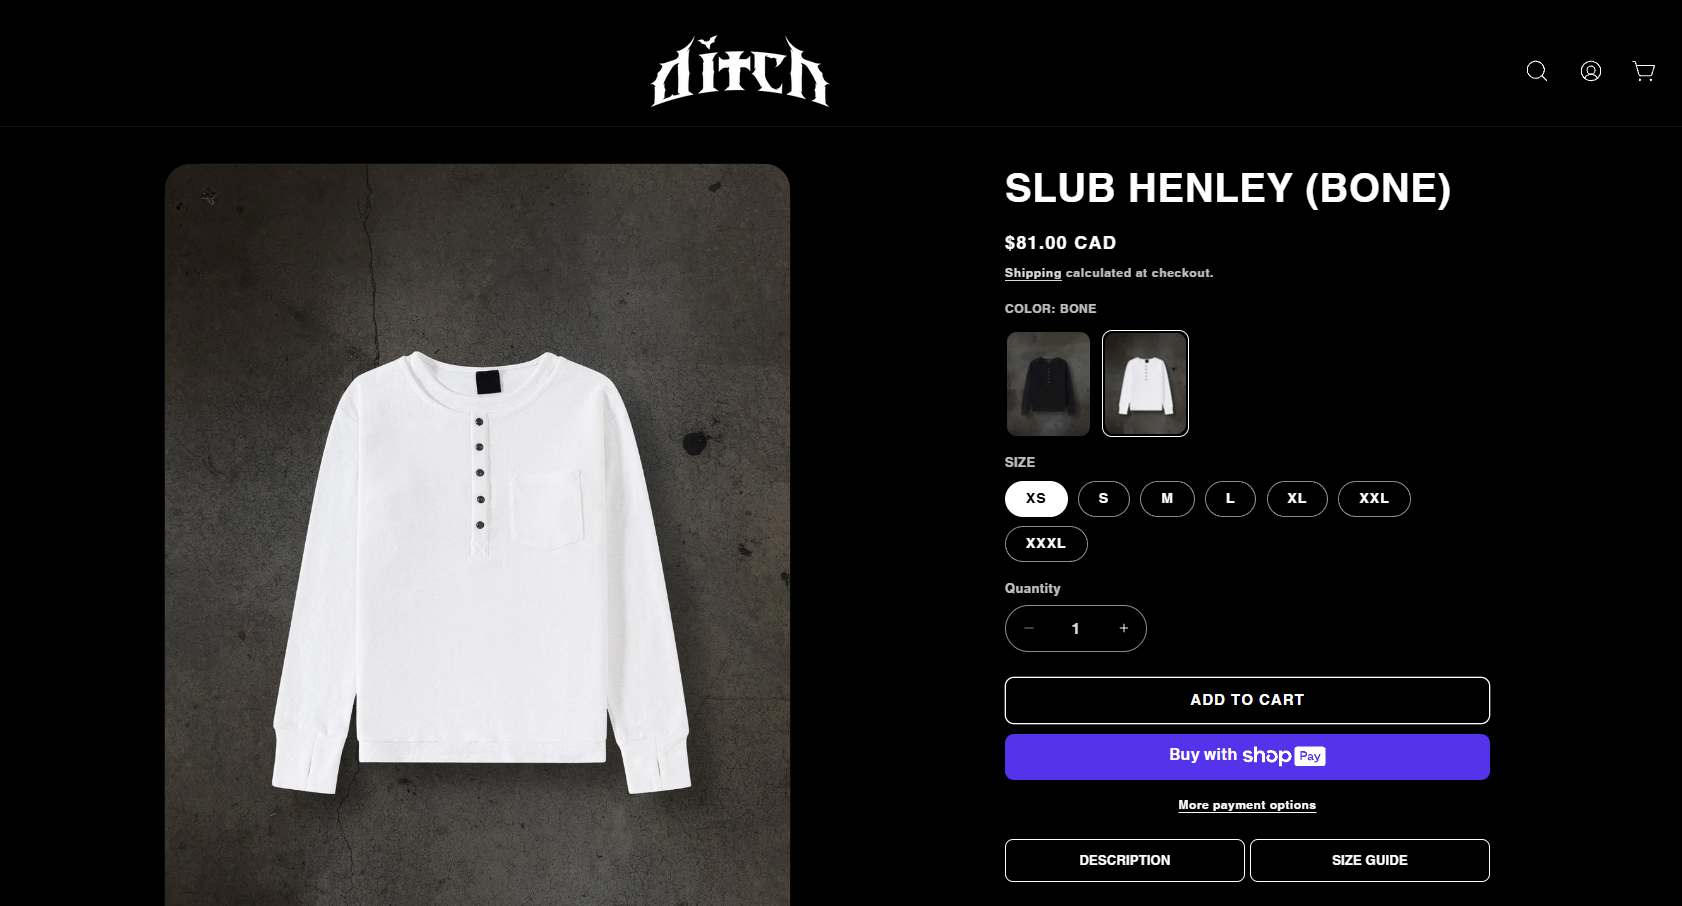 ditch
SLUB HENLEY (BONE)
$81.00 CAD
Shipping calculated at checkout.
COLOR: BONE
SIZE
XS S M L XL XXL
XXXL
Quantity
− 1 +
ADD TO CART
Buy with shop Pay
More payment options
DESCRIPTION SIZE GUIDE